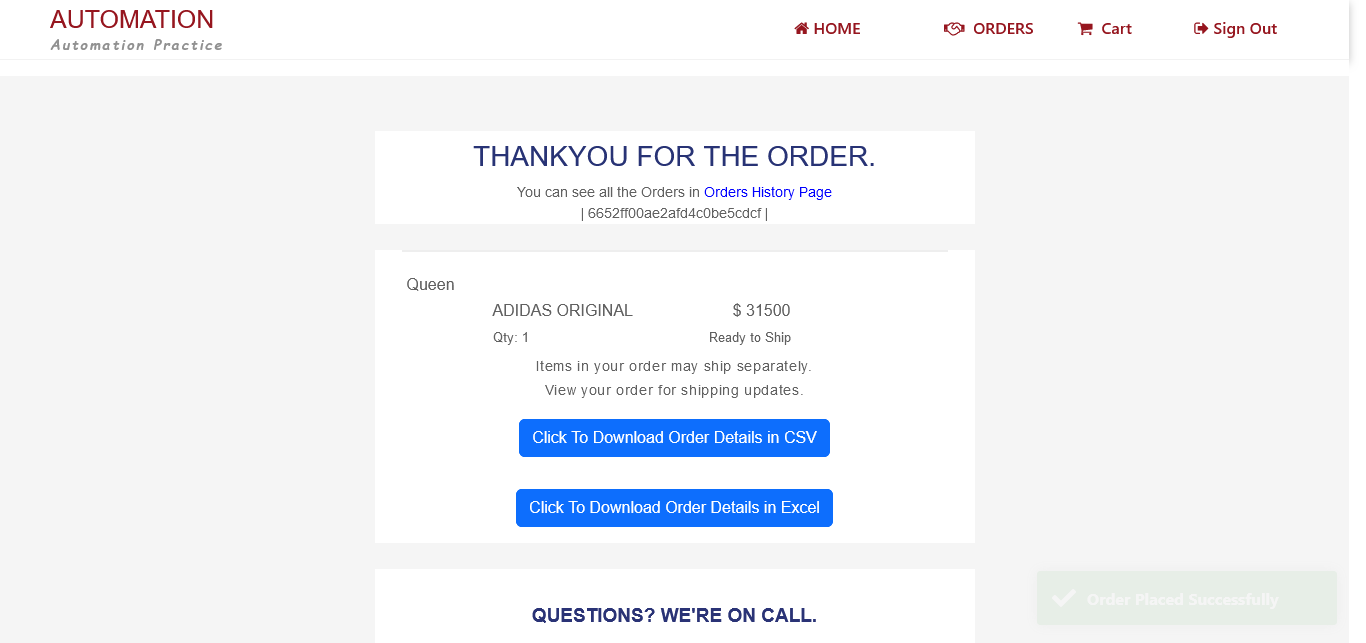 AUTOMATION
Automation Practice
HOME
ORDERS
Cart
Sign Out
THANKYOU FOR THE ORDER.
You can see all the Orders in Orders History Page
| 6652ff00ae2afd4c0be5cdcf |
Queen
ADIDAS ORIGINAL $ 31500
Qty: 1 Ready to Ship
Items in your order may ship separately.
View your order for shipping updates.
Click To Download Order Details in CSV
Click To Download Order Details in Excel
QUESTIONS? WE'RE ON CALL.
Order Placed Successfully